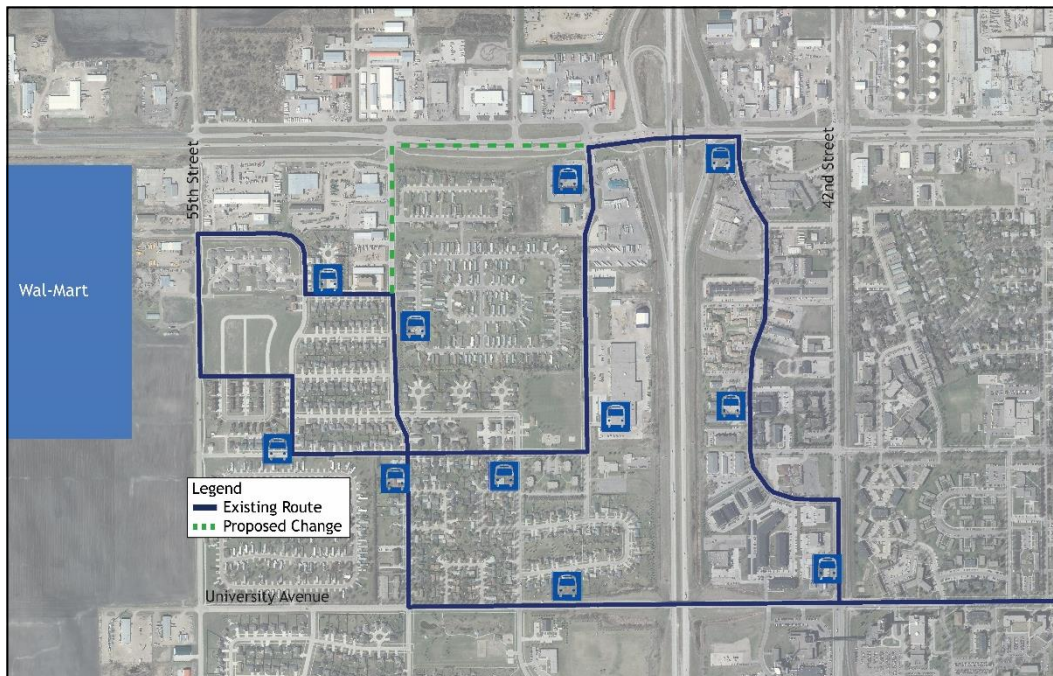 55th Street
42nd Street
Wal-Mart
Legend
Existing Route
Proposed Change
University Avenue